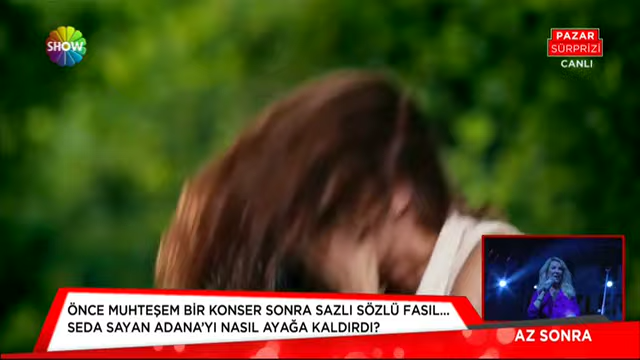 SHOW
PAZAR
SÜRPRİZİ
CANLI
ÖNCE MUHTEŞEM BİR KONSER SONRA SAZLI SÖZLÜ FASIL...
SEDA SAYAN ADANA'YI NASIL AYAĞA KALDIRDI?
AZ SONRA